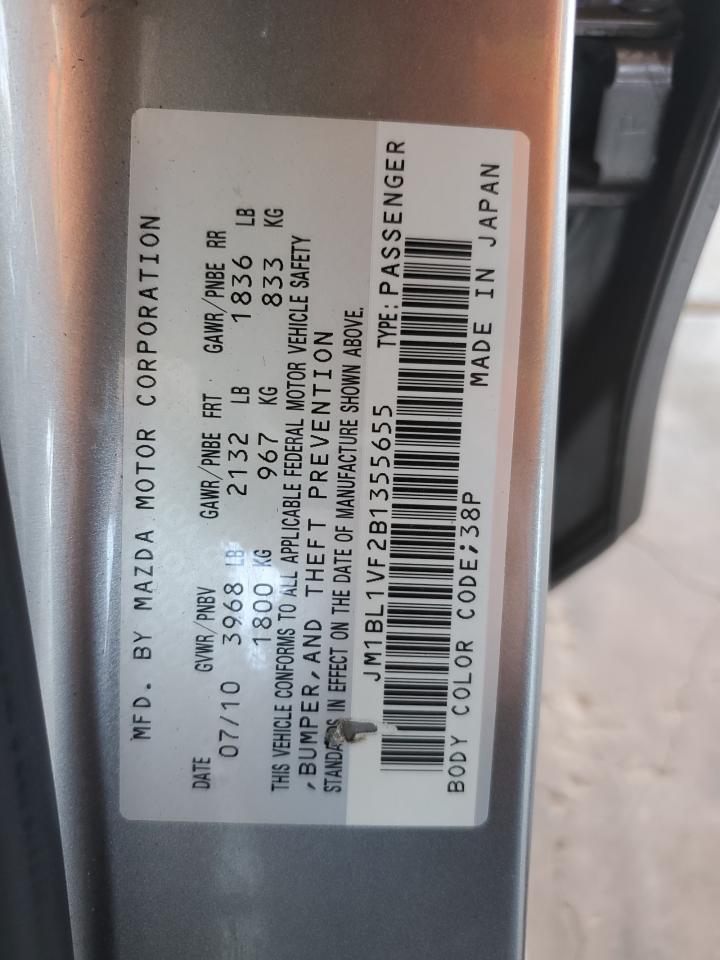 MFD. BY MAZDA MOTOR CORPORATION
DATE GVWR/PNBV GAWR/PNBE FRT GAWR/PNBE RR
07/10 3968 LB 2132 LB 1836 LB
1800 KG 967 KG 833 KG
THIS VEHICLE CONFORMS TO ALL APPLICABLE FEDERAL MOTOR VEHICLE SAFETY
,BUMPER,AND THEFT PREVENTION
STANDARDS IN EFFECT ON THE DATE OF MANUFACTURE SHOWN ABOVE.
JM1BL1VF2B1355655 TYPE:PASSENGER
BODY COLOR CODE;38P MADE IN JAPAN